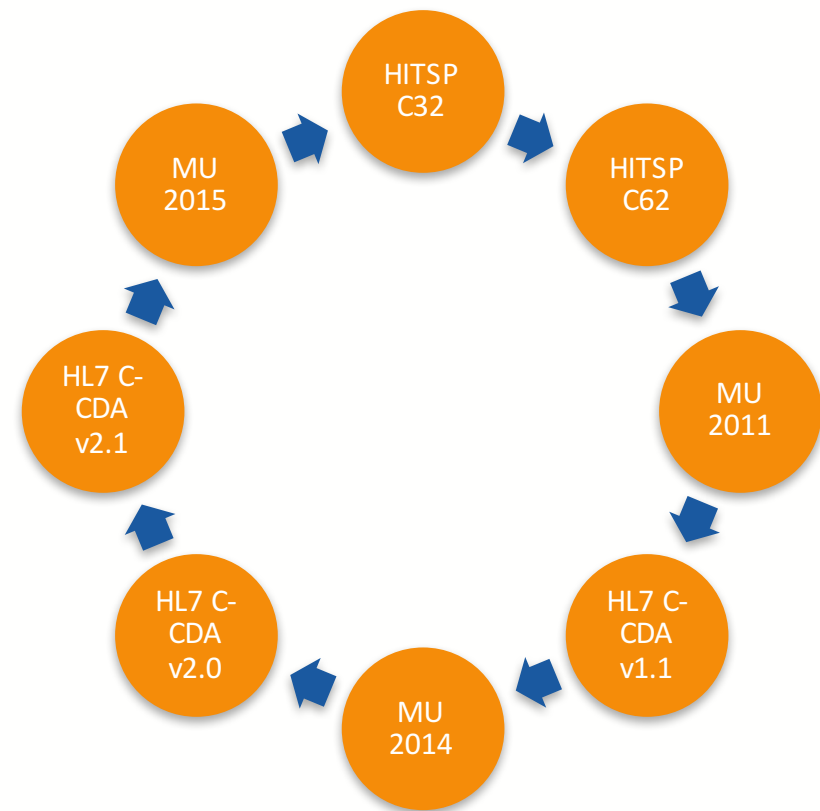 HITSP
C32
HITSP
C62
MU
2011
HL7 C-
CDA
v1.1
MU
2014
HL7 C-
CDA
v2.0
HL7 C-
CDA
v2.1
MU
2015